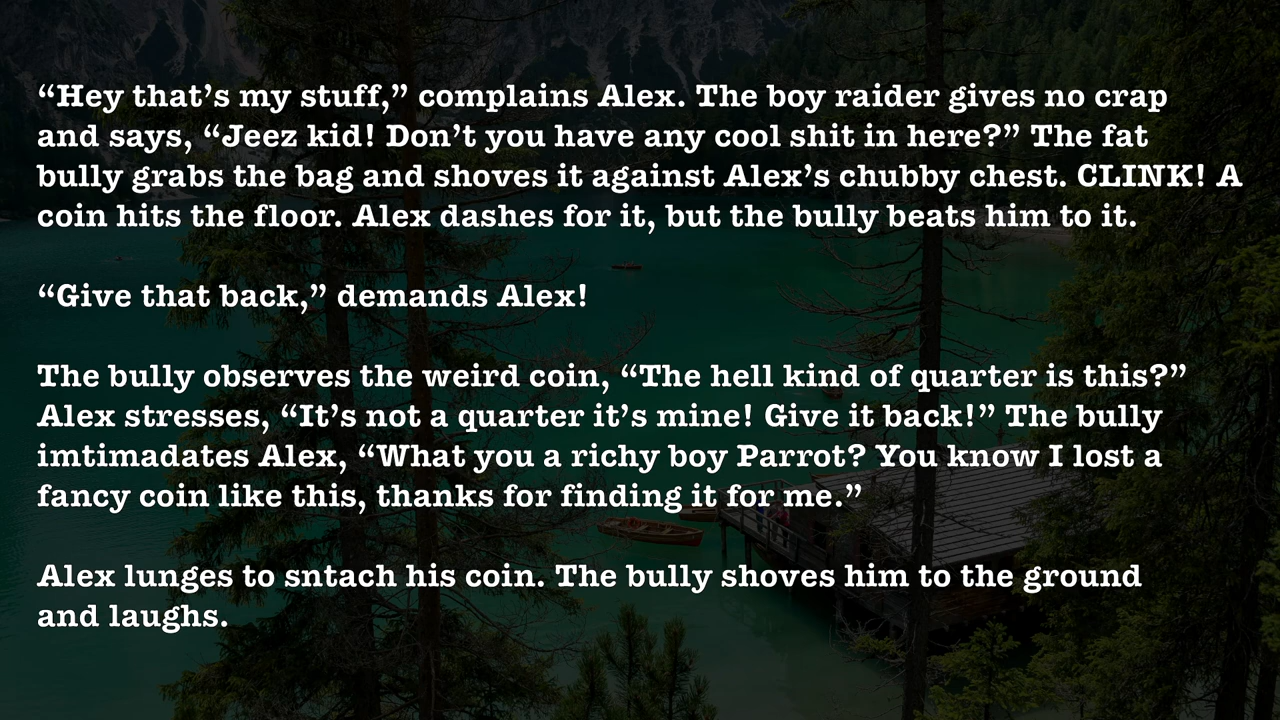 “Hey that’s my stuff,” complains Alex. The boy raider gives no crap
and says, “Jeez kid! Don’t you have any cool shit in here?” The fat
bully grabs the bag and shoves it against Alex’s chubby chest. CLINK! A
coin hits the floor. Alex dashes for it, but the bully beats him to it.
“Give that back,” demands Alex!
The bully observes the weird coin, “The hell kind of quarter is this?”
Alex stresses, “It’s not a quarter it’s mine! Give it back!” The bully
imtimadates Alex, “What you a richy boy Parrot? You know I lost a
fancy coin like this, thanks for finding it for me.”
Alex lunges to sntach his coin. The bully shoves him to the ground
and laughs.